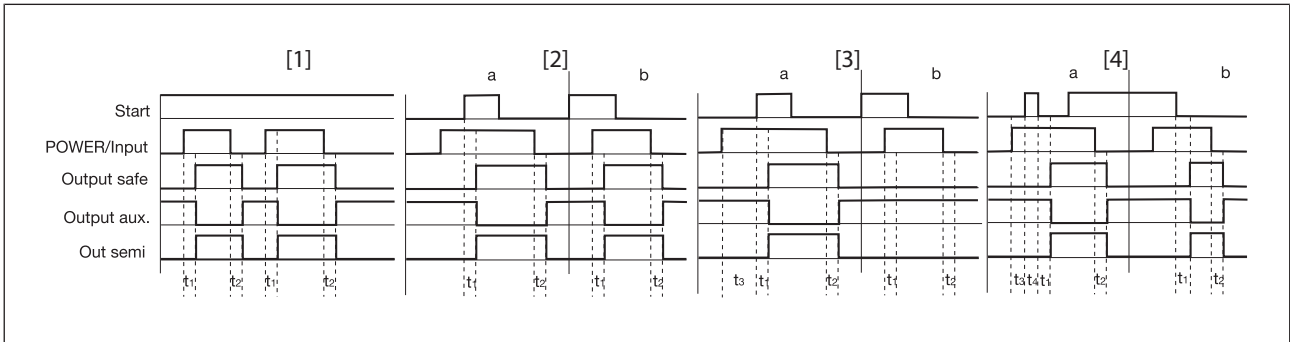 [1] [2] [3] [4]
a b a b a b
Start
POWER/Input
Output safe
Output aux.
Out semi
t1 t2 t1 t2 t1 t2 t1 t2 t3 t1 t2 t1 t2 t3 t4 t1 t2 t1 t2